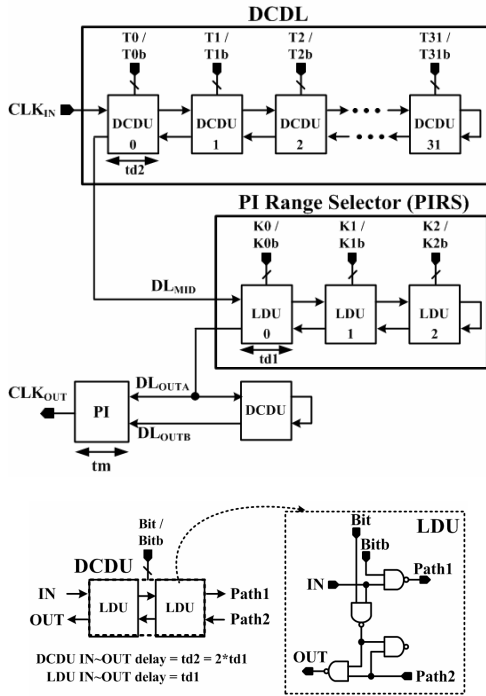 DCDL
T0 / T1 / T2 / T31 /
T0b T1b T2b T31b
CLKIN
DCDU DCDU DCDU DCDU
0 1 2 31
td2
PI Range Selector (PIRS)
K0 / K1 / K2 /
K0b K1b K2b
DLMID
LDU LDU LDU
0 1 2
td1
CLKOUT
DLOUTA
PI
DCDU
DLOUTB
tm
Bit /
Bitb
DCDU
IN
OUT
LDU LDU
Path1
Path2
DCDU IN~OUT delay = td2 = 2*td1
LDU IN~OUT delay = td1
Bit
LDU
Bitb
Path1
IN
OUT
Path2